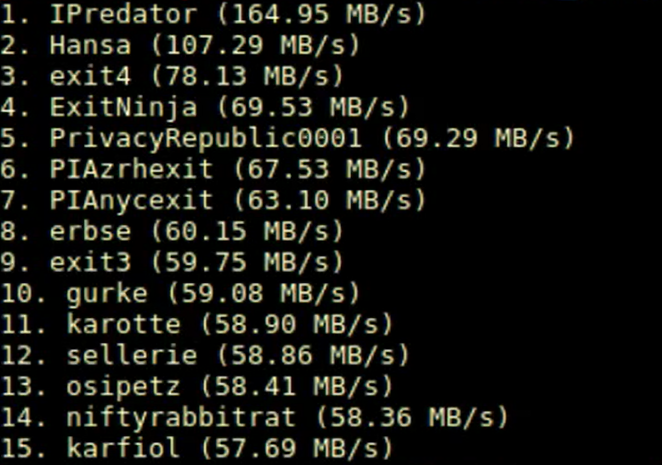 1. IPredator (164.95 MB/s)
2. Hansa (107.29 MB/s)
3. exit4 (78.13 MB/s)
4. ExitNinja (69.53 MB/s)
5. PrivacyRepublic0001 (69.29 MB/s)
6. PIAzrhexit (67.53 MB/s)
7. PIAnycexit (63.10 MB/s)
8. erbse (60.15 MB/s)
9. exit3 (59.75 MB/s)
10. gurke (59.08 MB/s)
11. karotte (58.90 MB/s)
12. sellerie (58.86 MB/s)
13. osipetz (58.41 MB/s)
14. niftyrabbitrat (58.36 MB/s)
15. karfiol (57.69 MB/s)